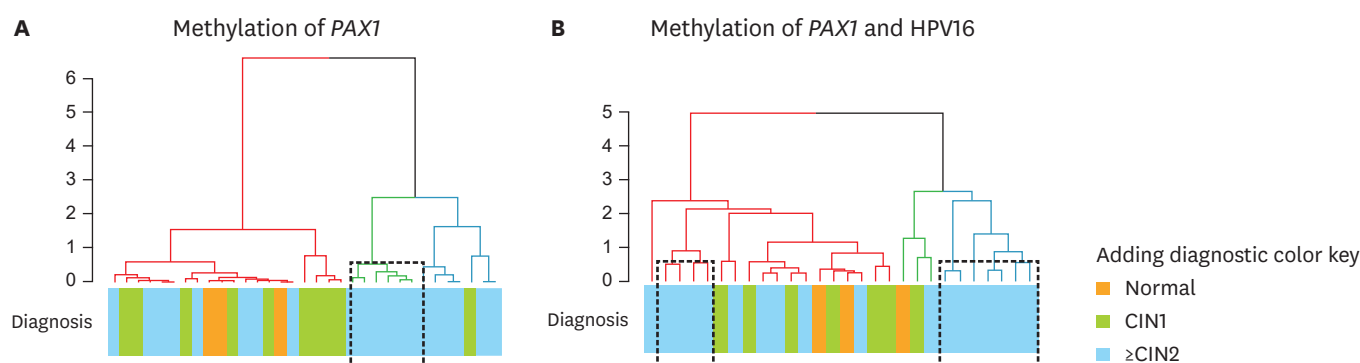 A Methylation of PAX1
6
5
4
3
2
1
0
Diagnosis
B Methylation of PAX1 and HPV16
5
4
3
2
1
0
Diagnosis
Adding diagnostic color key
Normal
CIN1
≥CIN2